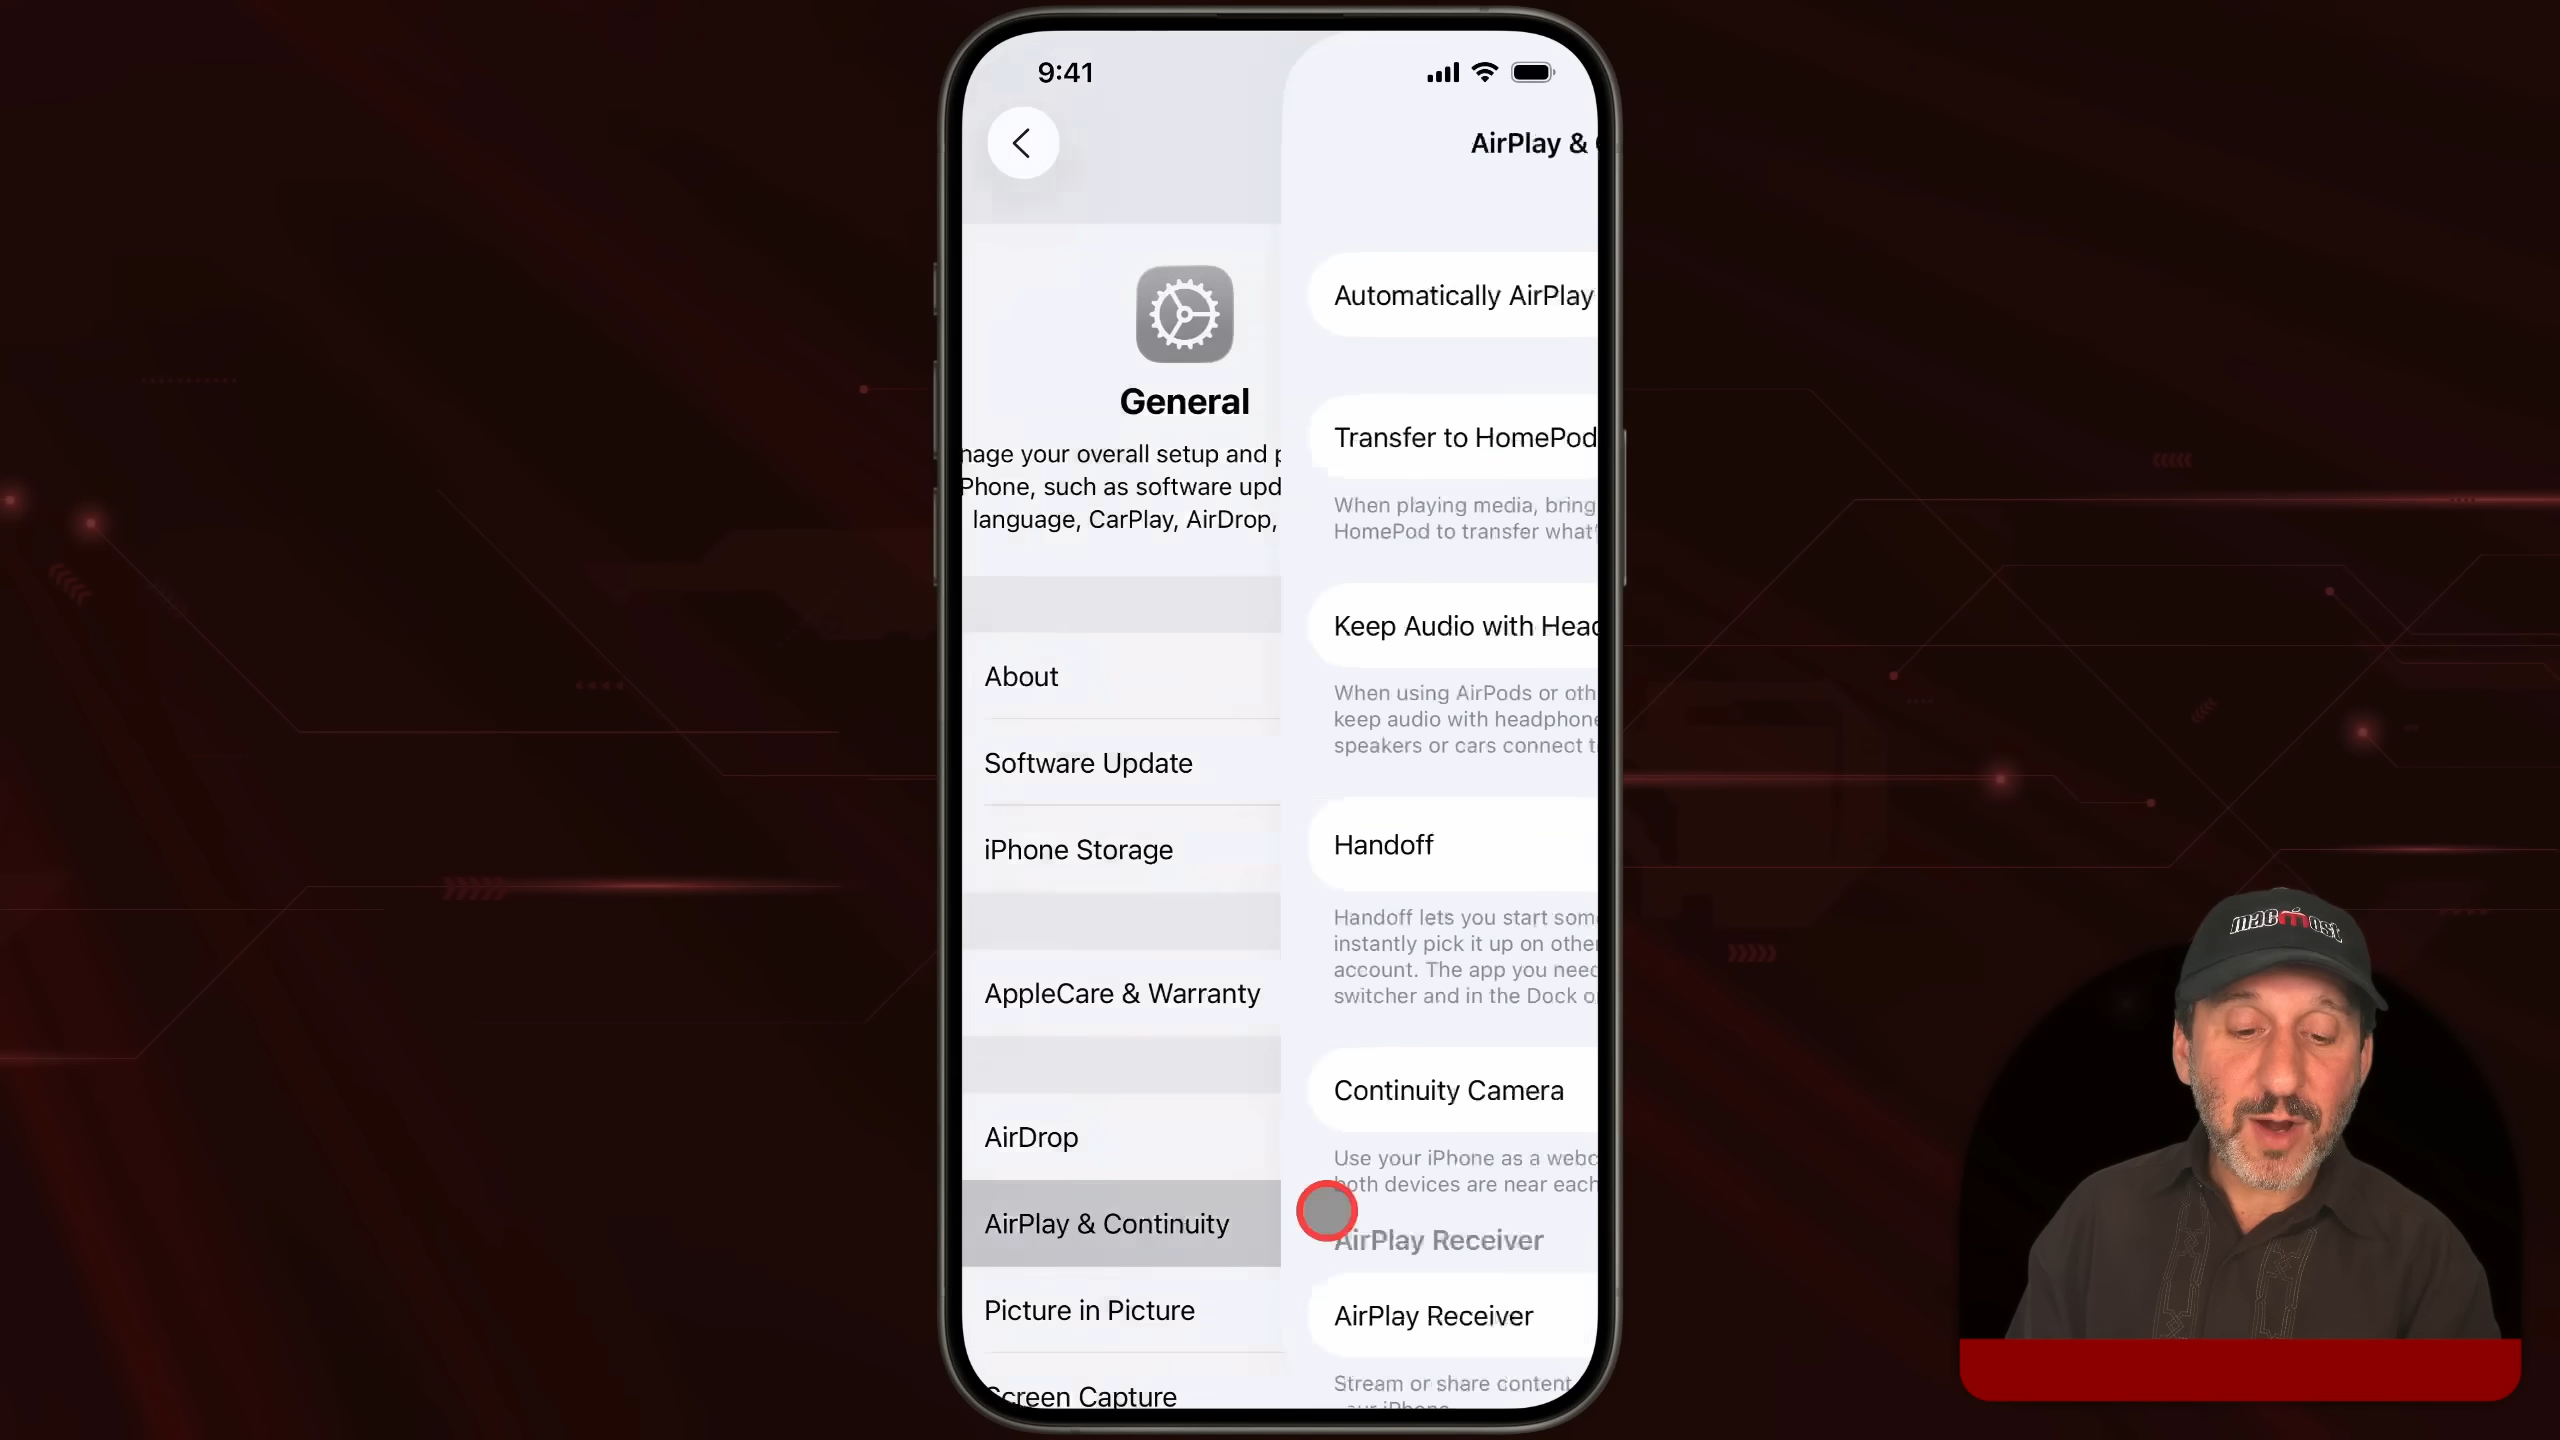 9:41
AirPlay &
General
nage your overall setup and p
Phone, such as software upd
language, CarPlay, AirDrop,
About
Software Update
iPhone Storage
AppleCare & Warranty
AirDrop
AirPlay & Continuity
Picture in Picture
Screen Capture
Automatically AirPlay
Transfer to HomePod
When playing media, bring
HomePod to transfer what'
Keep Audio with Head
When using AirPods or oth
keep audio with headphone
speakers or cars connect t
Handoff
Handoff lets you start som
instantly pick it up on other
account. The app you need
switcher and in the Dock o
Continuity Camera
Use your iPhone as a webc
both devices are near each
AirPlay Receiver
AirPlay Receiver
Stream or share content
our iPhone
macmost